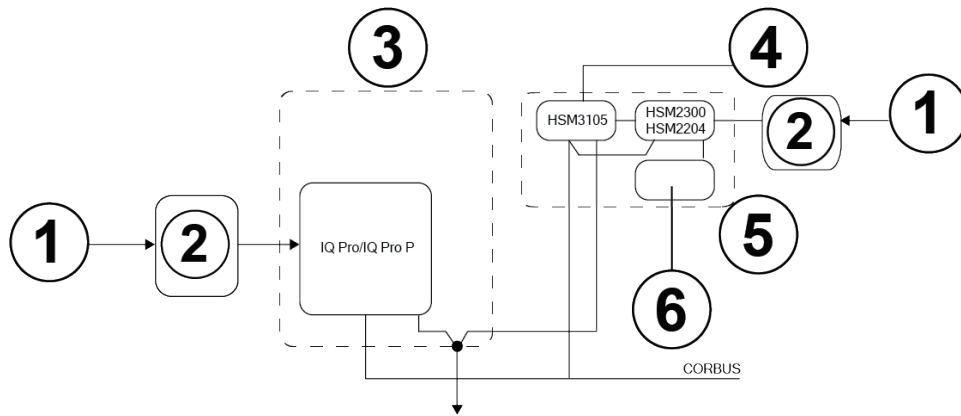 3
4
HSM3105
HSM2300
HSM2204
2
1
1
2
IQ Pro/IQ Pro P
5
6
CORBUS